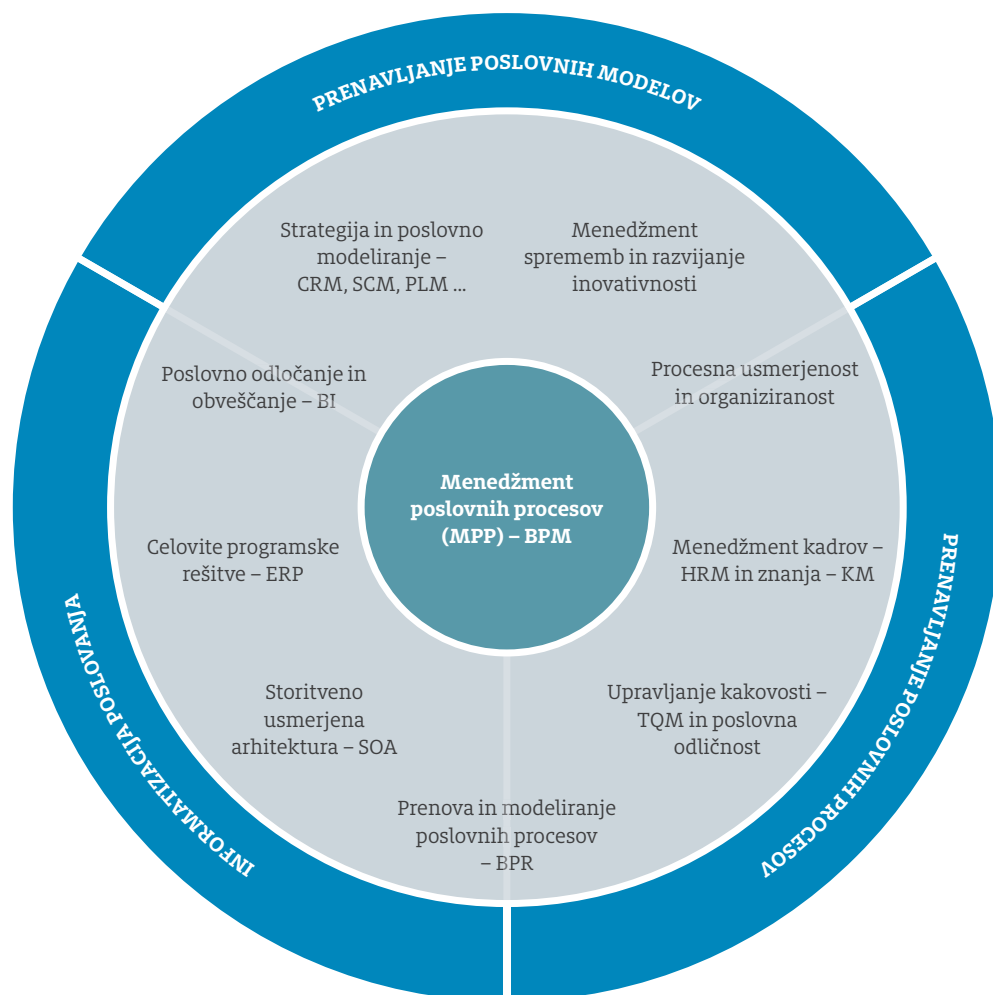 PRENAVLJANJE POSLOVNIH MODELOV
Strategija in poslovno
modeliranje –
CRM, SCM, PLM ...
Menedžment
sprememb in razvijanje
inovativnosti
Poslovno odločanje in
obveščanje – BI
Procesna usmerjenost
in organiziranost
Menedžment
poslovnih procesov
(MPP) – BPM
Celovite programske
rešitve – ERP
Menedžment kadrov –
HRM in znanja – KM
Storitveno
usmerjena
arhitektura – SOA
Upravljanje kakovosti –
TQM in poslovna
odličnost
Prenova in modeliranje
poslovnih procesov
– BPR
INFORMATIZACIJA POSLOVANJA
PRENAVLJANJE POSLOVNIH PROCESOV